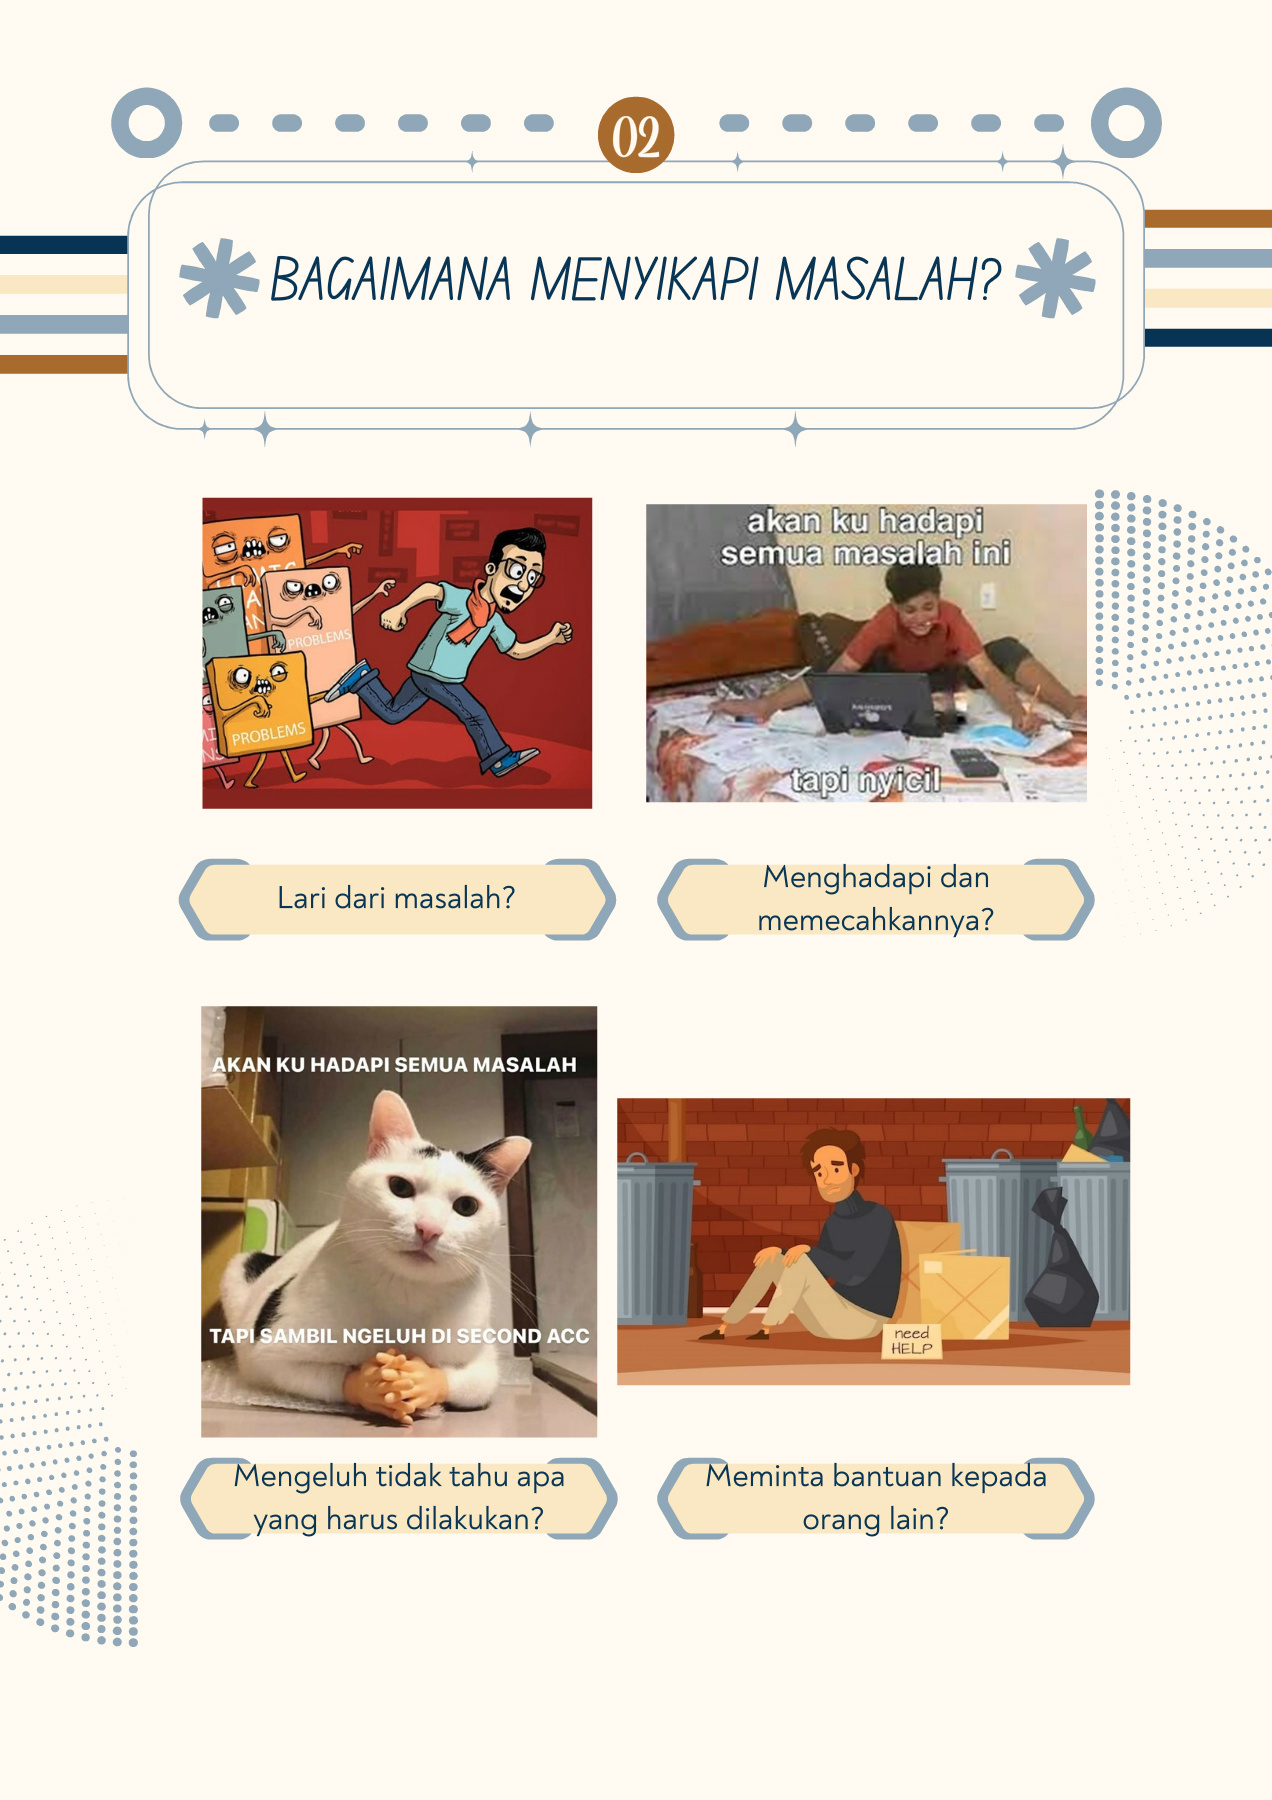 02
BAGAIMANA MENYIKAPI MASALAH?
PROBLEMS
PROBLEMS
akan ku hadapi
semua masalah ini
tapi nyicil
Lari dari masalah?
Menghadapi dan
memecahkannya?
AKAN KU HADAPI SEMUA MASALAH
TAPI SAMBIL NGELUH DI SECOND ACC
need
HELP
Mengeluh tidak tahu apa
yang harus dilakukan?
Meminta bantuan kepada
orang lain?